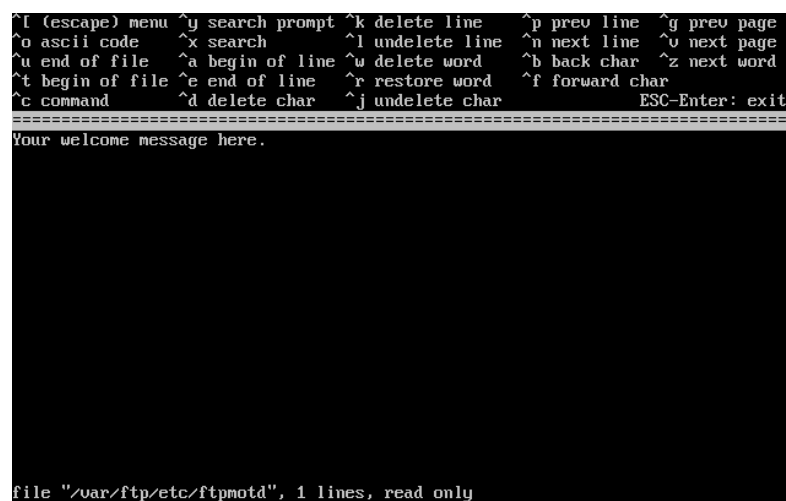 ^[ (escape) menu ^y search prompt ^k delete line ^p prev line ^g prev page
^o ascii code ^x search ^l undelete line ^n next line ^v next page
^u end of file ^a begin of line ^w delete word ^b back char ^z next word
^t begin of file ^e end of line ^r restore word ^f forward char
^c command ^d delete char ^j undelete char ESC-Enter: exit
Your welcome message here.
file "/var/ftp/etc/ftpmotd", 1 lines, read only